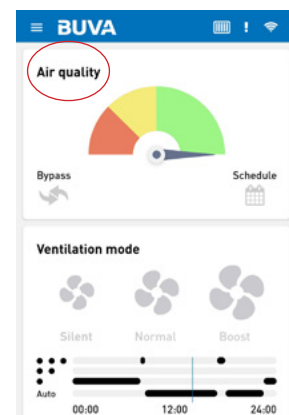 BUVA
Air quality
Bypass
Schedule
Ventilation mode
Silent
Normal
Boost
Auto
00:00
12:00
24:00